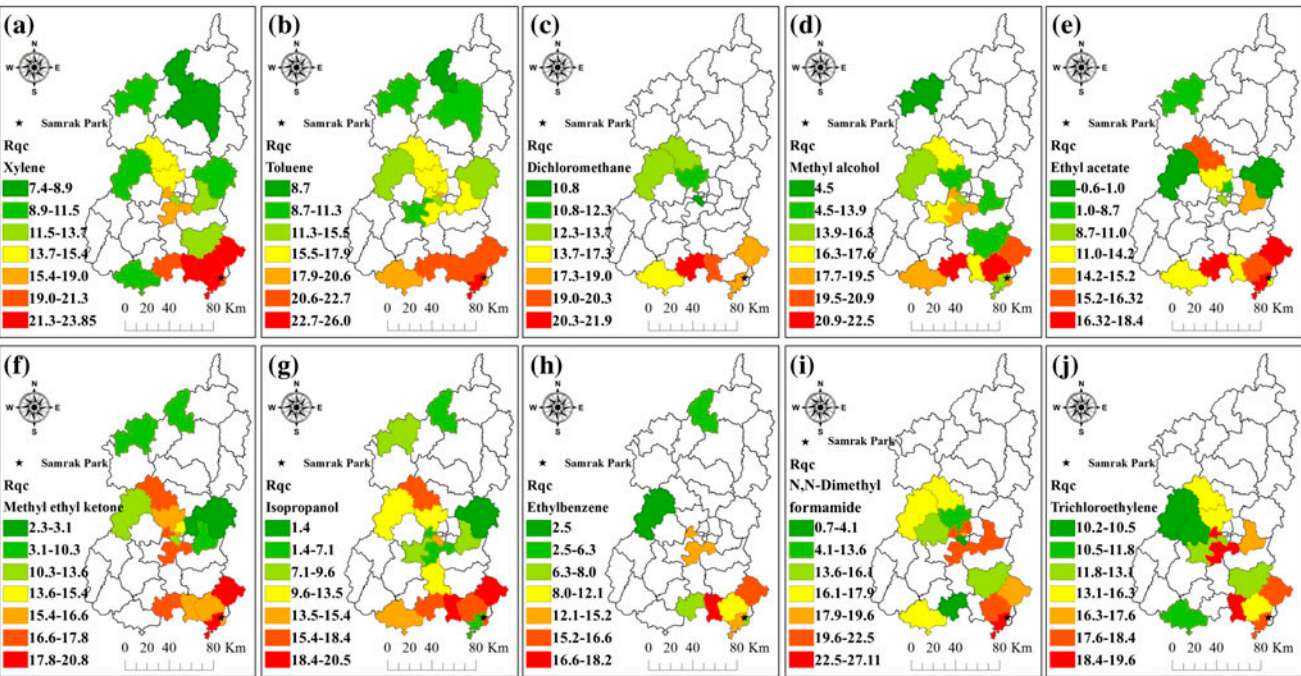 (a)
N
W E
S
★ Samrak Park
Rqc
Xylene
7.4-8.9
8.9-11.5
11.5-13.7
13.7-15.4
15.4-19.0
19.0-21.3
21.3-23.85
0 20 40 80 Km
(b)
N
W E
S
★ Samrak Park
Rqc
Toluene
8.7
8.7-11.3
11.3-15.5
15.5-17.9
17.9-20.6
20.6-22.7
22.7-26.0
0 20 40 80 Km
(c)
N
W E
S
★ Samrak Park
Rqc
Dichloromethane
10.8
10.8-12.3
12.3-13.7
13.7-17.3
17.3-19.0
19.0-20.3
20.3-21.9
0 20 40 80 Km
(d)
N
W E
S
★ Samrak Park
Rqc
Methyl alcohol
4.5
4.5-13.9
13.9-16.3
16.3-17.6
17.7-19.5
19.5-20.9
20.9-22.5
0 20 40 80 Km
(e)
N
W E
S
★ Samrak Park
Rqc
Ethyl acetate
-0.6-1.0
1.0-8.7
8.7-11.0
11.0-14.2
14.2-15.2
15.2-16.32
16.32-18.4
0 20 40 80 Km
(f)
N
W E
S
★ Samrak Park
Rqc
Methyl ethyl ketone
2.3-3.1
3.1-10.3
10.3-13.6
13.6-15.4
15.4-16.6
16.6-17.8
17.8-20.8
0 20 40 80 Km
(g)
N
W E
S
★ Samrak Park
Rqc
Isopropanol
1.4
1.4-7.1
7.1-9.6
9.6-13.5
13.5-15.4
15.4-18.4
18.4-20.5
0 20 40 80 Km
(h)
N
W E
S
★ Samrak Park
Rqc
Ethylbenzene
2.5
2.5-6.3
6.3-8.0
8.0-12.1
12.1-15.2
15.2-16.6
16.6-18.2
0 20 40 80 Km
(i)
N
W E
S
★ Samrak Park
Rqc
N,N-Dimethyl
formamide
0.7-4.1
4.1-13.6
13.6-16.1
16.1-17.9
17.9-19.6
19.6-22.5
22.5-27.11
0 20 40 80 Km
(j)
N
W E
S
★ Samrak Park
Rqc
Trichloroethylene
10.2-10.5
10.5-11.8
11.8-13.1
13.1-16.3
16.3-17.6
17.6-18.4
18.4-19.6
0 20 40 80 Km